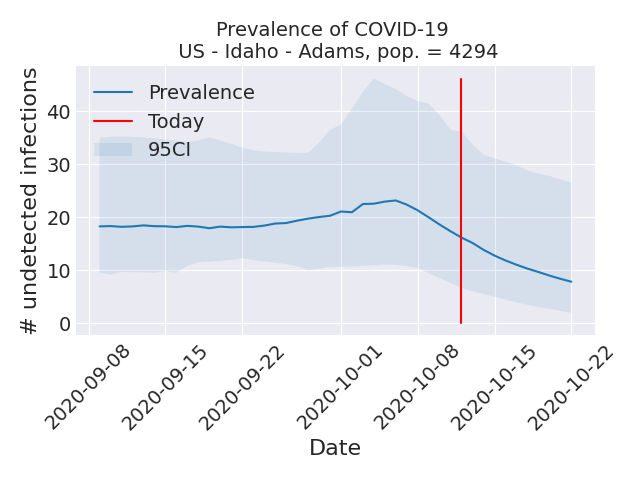 Prevalence of COVID-19
US - Idaho - Adams, pop. = 4294
# undetected infections
40
30
20
10
0
Prevalence
Today
95CI
2020-09-08
2020-09-15
2020-09-22
2020-10-01
2020-10-08
2020-10-15
2020-10-22
Date